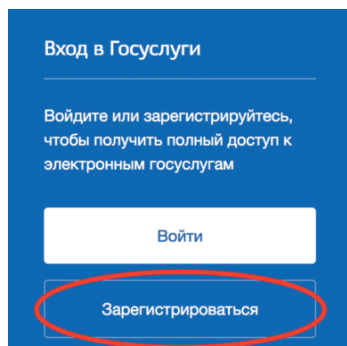 Вход в Госуслуги
Войдите или зарегистрируйтесь,
чтобы получить полный доступ к
электронным госуслугам
Войти
Зарегистрироваться